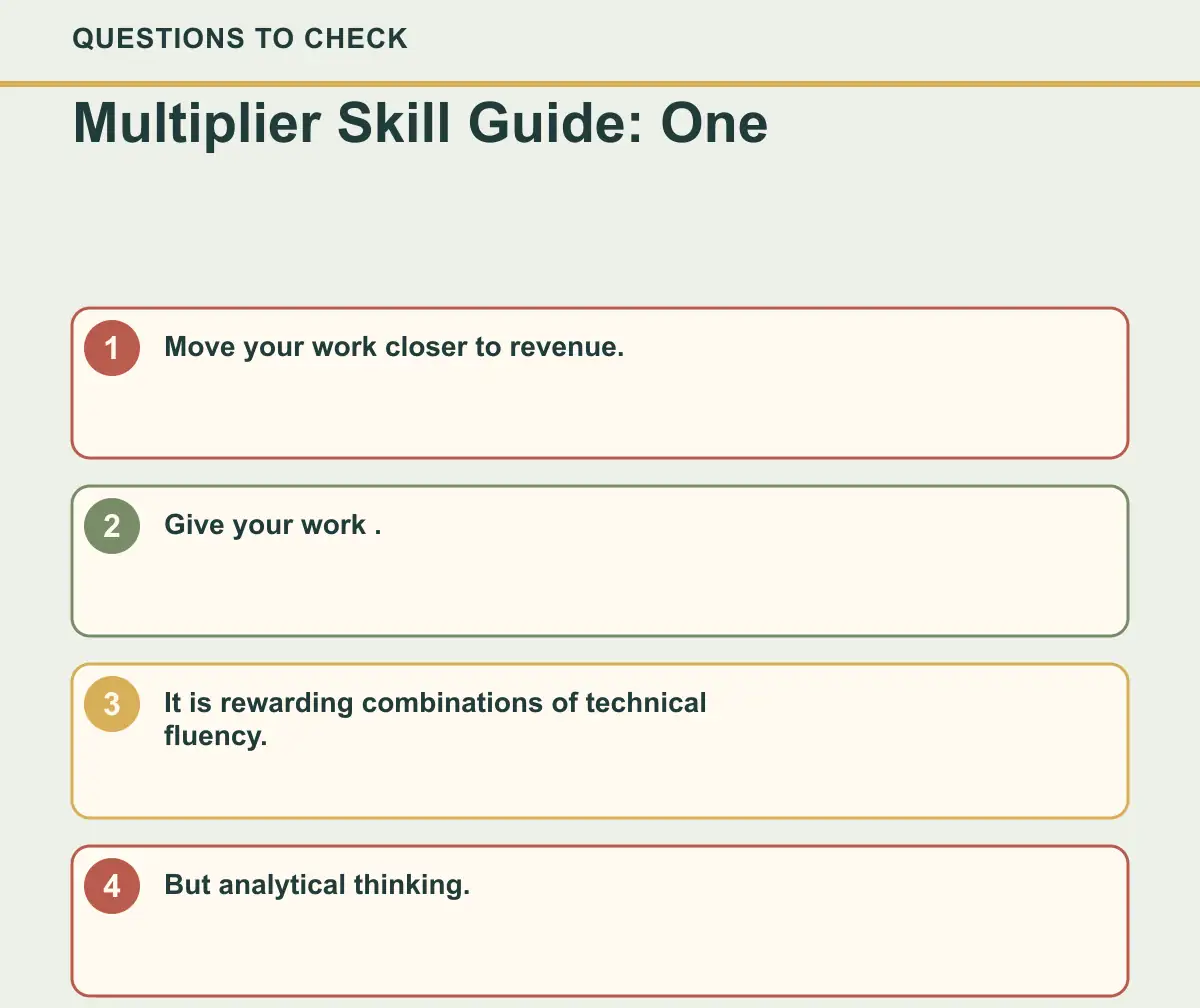 QUESTIONS TO CHECK
Multiplier Skill Guide: One
1
Move your work closer to revenue.
2
Give your work .
3
It is rewarding combinations of technical
fluency.
4
But analytical thinking.